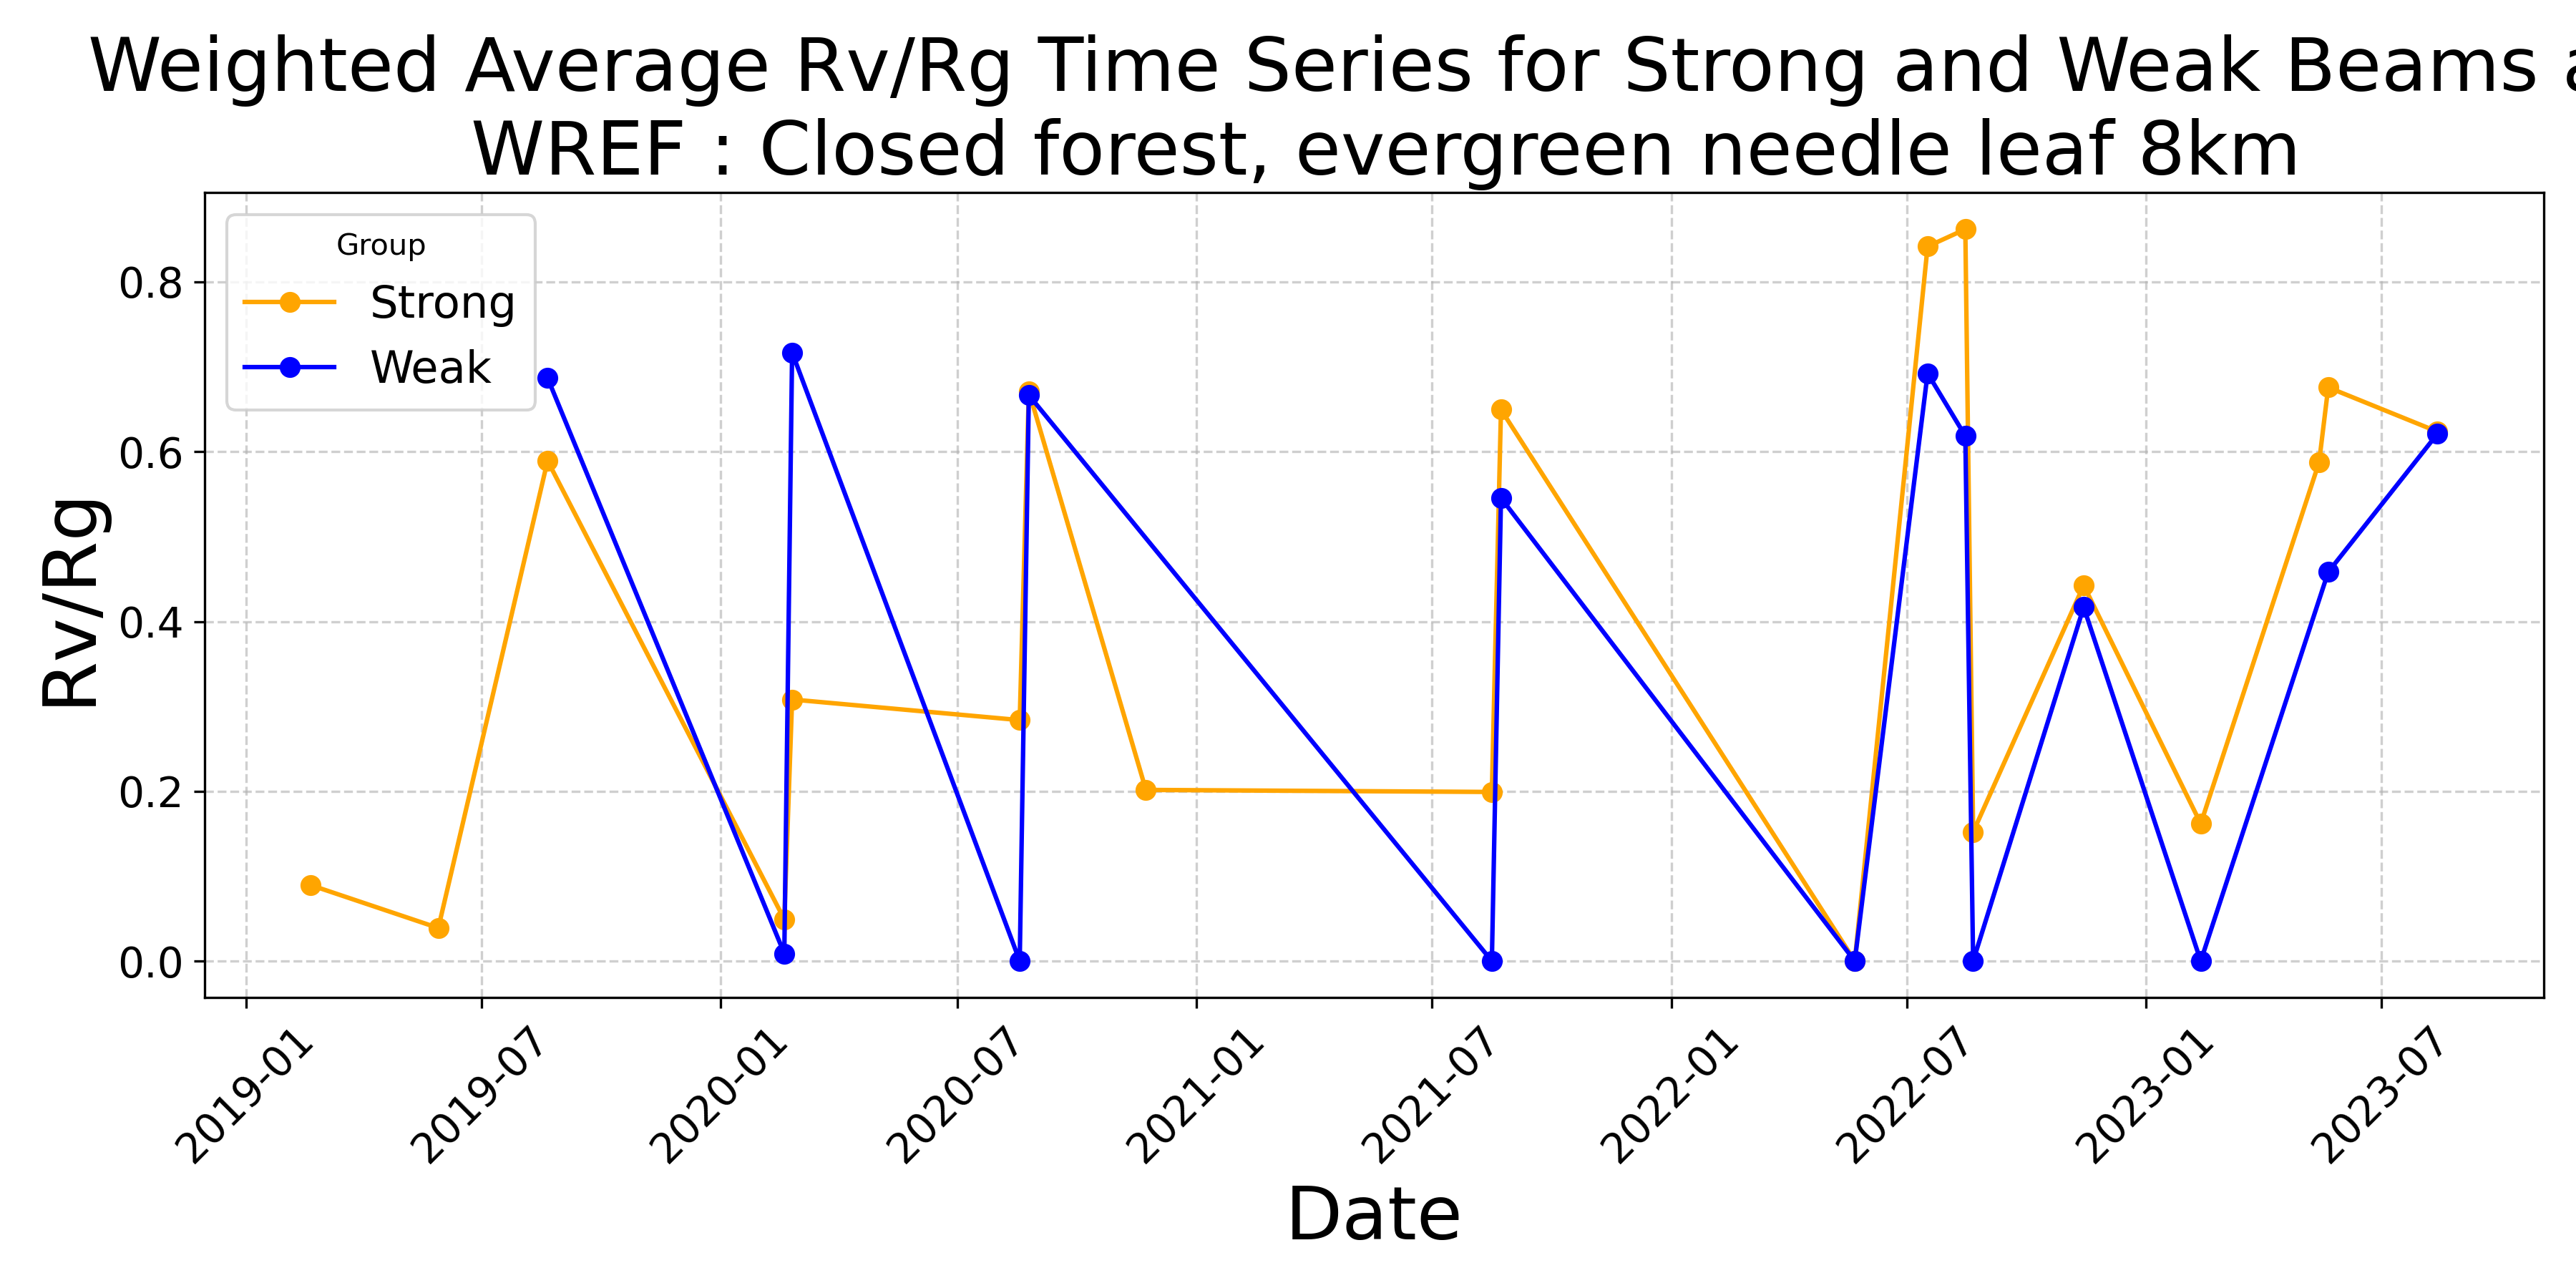 Weighted Average Rv/Rg Time Series for Strong and Weak Beams a
WREF : Closed forest, evergreen needle leaf 8km
Group
Strong
Weak
Rv/Rg
0.8
0.6
0.4
0.2
0.0
2019-01
2019-07
2020-01
2020-07
2021-01
2021-07
2022-01
2022-07
2023-01
2023-07
Date